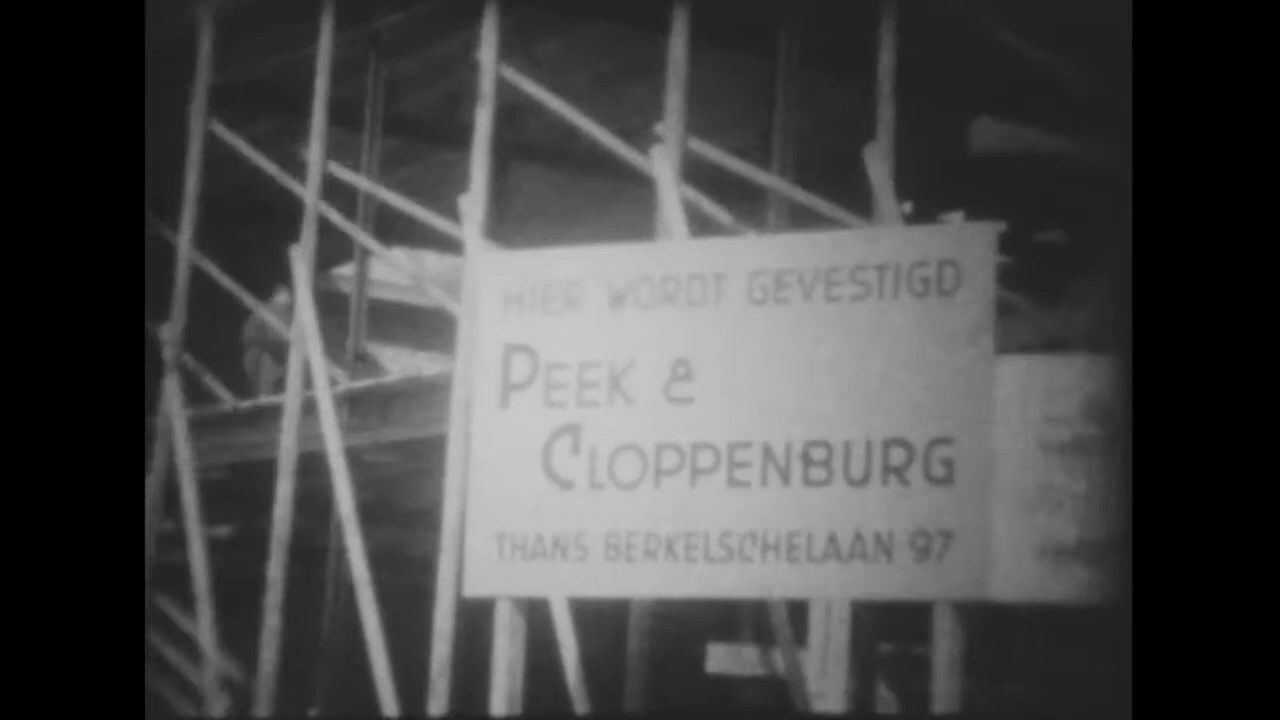 HIER WORDT GEVESTIGD
PEEK &
CLOPPENBURG
THANS BERKELSCHELAAN 97